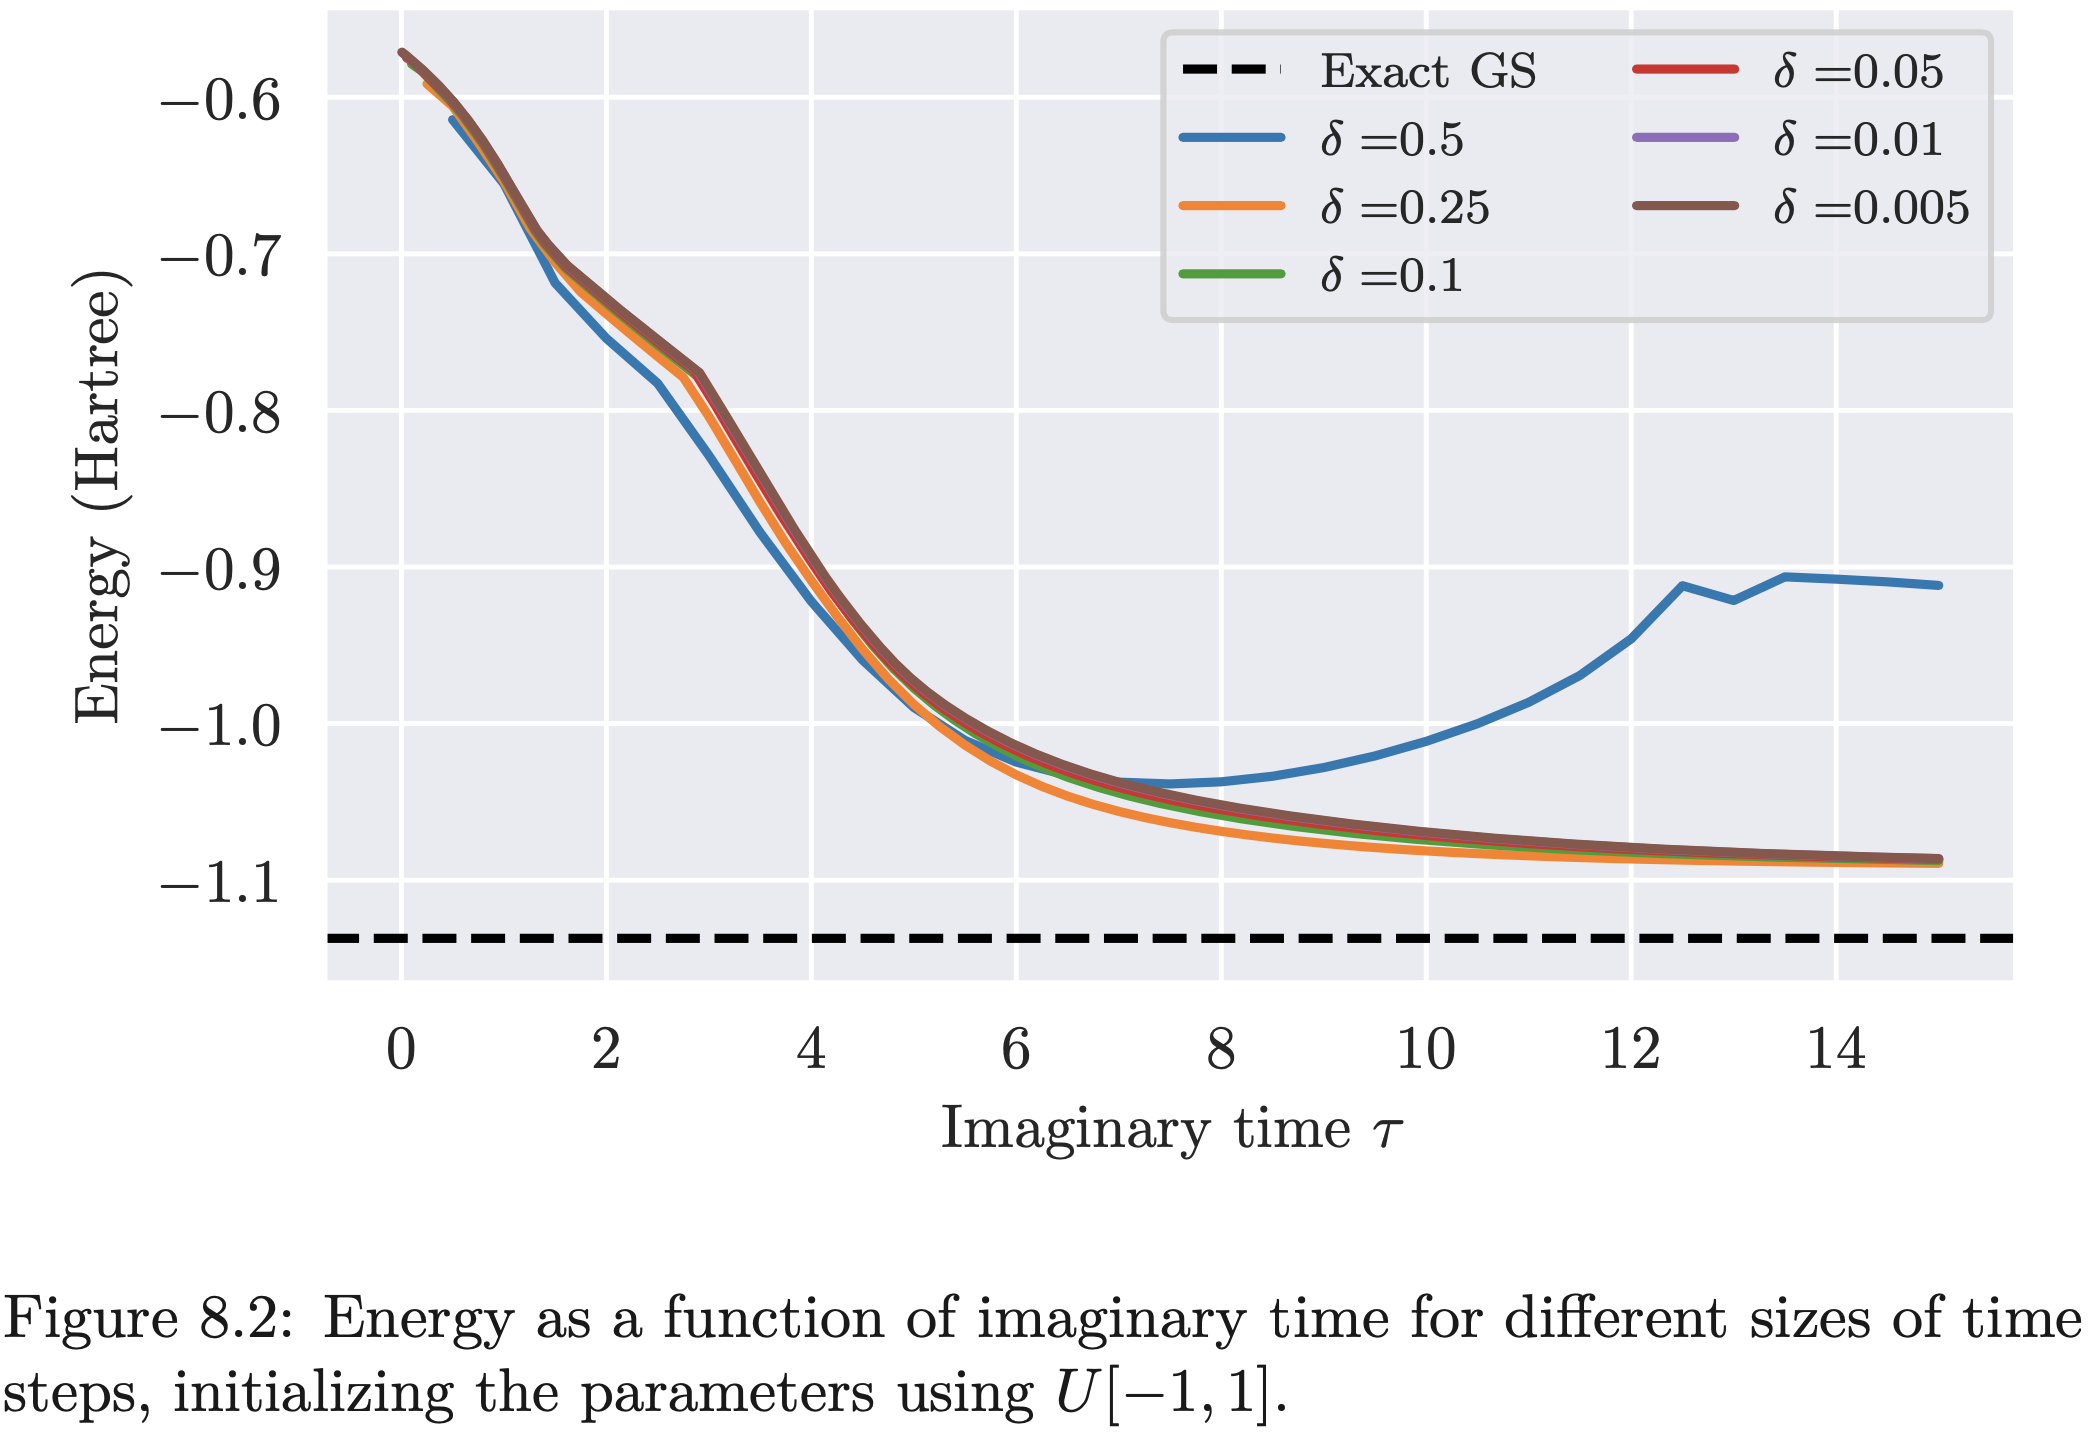 Exact GS
δ =0.5
δ =0.25
δ =0.1
δ =0.05
δ =0.01
δ =0.005
−0.6
−0.7
−0.8
−0.9
−1.0
−1.1
Energy (Hartree)
0 2 4 6 8 10 12 14
Imaginary time τ
Figure 8.2: Energy as a function of imaginary time for different sizes of time
steps, initializing the parameters using U[−1, 1].